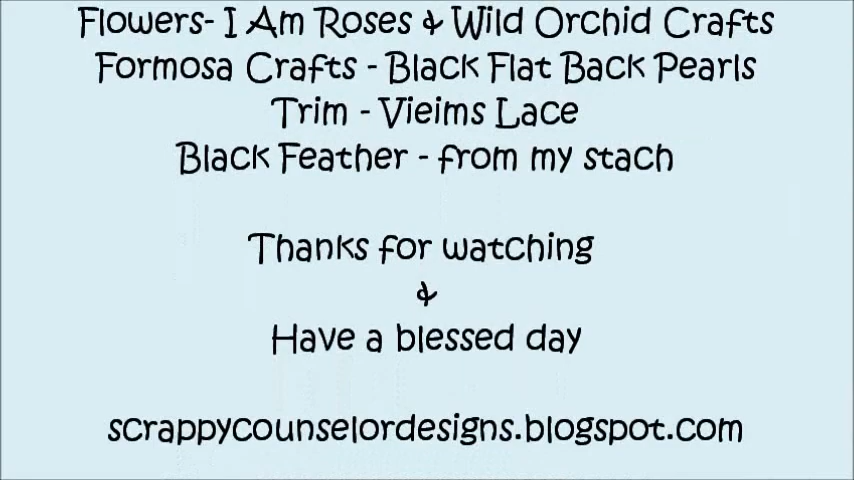 Flowers- I Am Roses & Wild Orchid Crafts
Formosa Crafts - Black Flat Back Pearls
Trim - Vieims Lace
Black Feather - from my stach
Thanks for watching
&
Have a blessed day
scrappycounselordesigns.blogspot.com